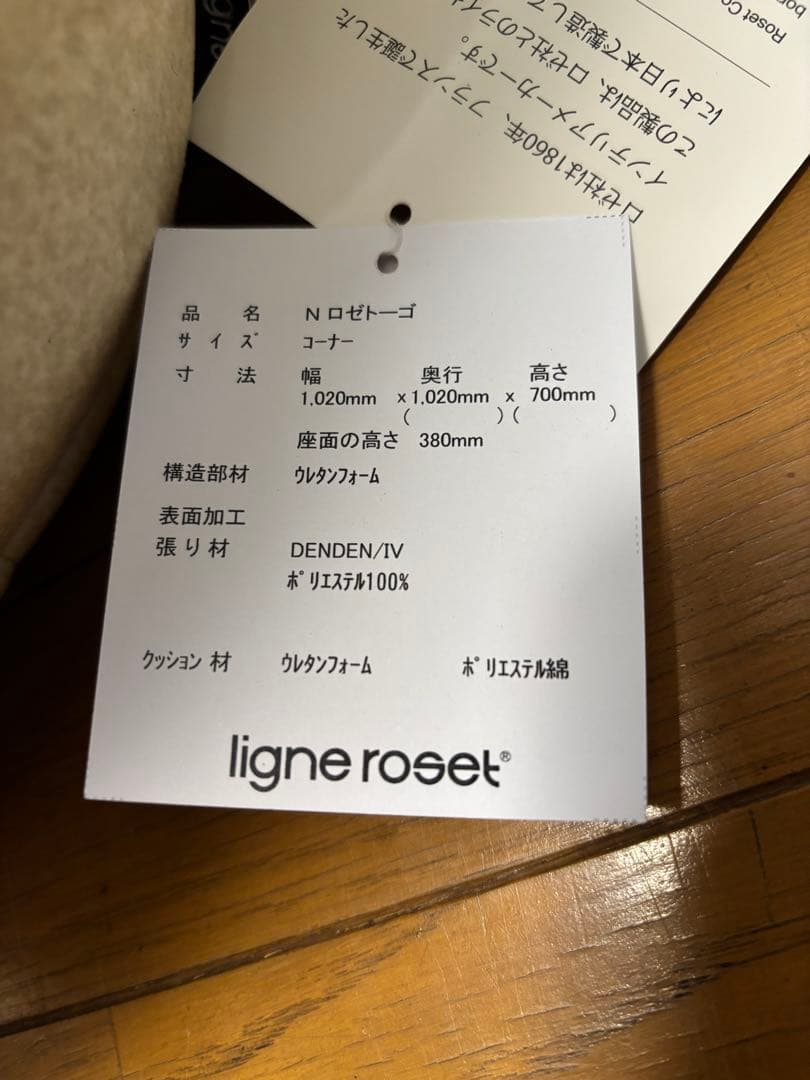 ligne
Roset Co
ロゼ社は1860年、フランスで誕生した
インテリアメーカーです。
この製品は、ロゼ社とのライ
により日本で製造して
品 名 N ロゼトーゴ
サ イ ズ コーナー
寸 法 幅 奥行 高さ
1,020mm x 1,020mm x 700mm
( ) ( )
座面の高さ 380mm
構造部材 ウレタンフォーム
表面加工
張り材 DENDEN/IV
ポリエステル100%
クッション材 ウレタンフォーム ポリエステル綿
ligne roset®